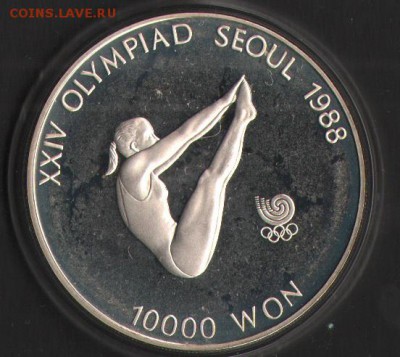 COINS.LAVE.RU
XXIV OLYMPIAD SEOUL 1988
10000 WON